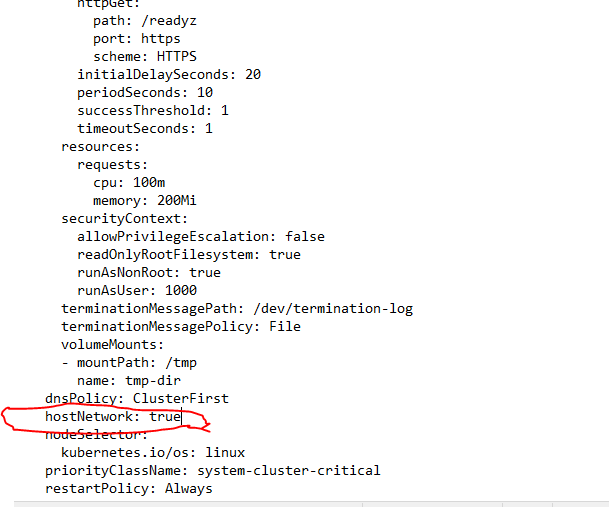 httpGet:
path: /readyz
port: https
scheme: HTTPS
initialDelaySeconds: 20
periodSeconds: 10
successThreshold: 1
timeoutSeconds: 1
resources:
requests:
cpu: 100m
memory: 200Mi
securityContext:
allowPrivilegeEscalation: false
readOnlyRootFilesystem: true
runAsNonRoot: true
runAsUser: 1000
terminationMessagePath: /dev/termination-log
terminationMessagePolicy: File
volumeMounts:
- mountPath: /tmp
name: tmp-dir
dnsPolicy: ClusterFirst
hostNetwork: true
nodeSelector:
kubernetes.io/os: linux
priorityClassName: system-cluster-critical
restartPolicy: Always